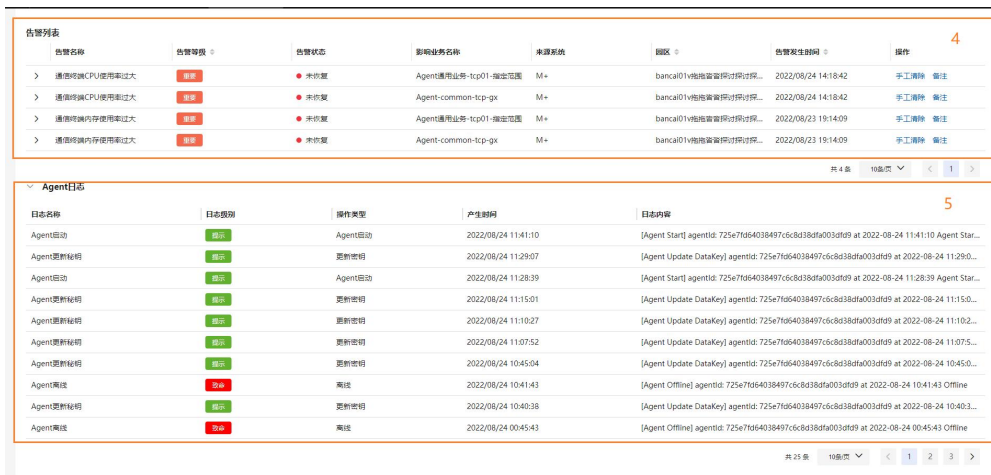 告警列表
4
告警名称 告警等级 告警状态 影响业务名称 来源系统 园区 告警发生时间 操作
通信终端CPU使用率过大 重要 未恢复 Agent通用业务-tcp01-指定范围 M+ bancai01v拖拖沓沓探讨探讨探... 2022/08/24 14:18:42 手工清除 备注
通信终端CPU使用率过大 重要 未恢复 Agent-common-tcp-gx M+ bancai01v拖拖沓沓探讨探讨探... 2022/08/24 14:18:42 手工清除 备注
通信终端内存使用率过大 重要 未恢复 Agent通用业务-tcp01-指定范围 M+ bancai01v拖拖沓沓探讨探讨探... 2022/08/23 19:14:09 手工清除 备注
通信终端内存使用率过大 重要 未恢复 Agent-common-tcp-gx M+ bancai01v拖拖沓沓探讨探讨探... 2022/08/23 19:14:09 手工清除 备注
共 4 条 10条/页 1
Agent日志
5
日志名称 日志级别 操作类型 产生时间 日志内容
Agent启动 提示 Agent启动 2022/08/24 11:41:10 [Agent Start] agentId: 725e7fd64038497c6c8d38dfa003dfd9 at 2022-08-24 11:41:10 Agent Star...
Agent更新秘钥 提示 更新密钥 2022/08/24 11:29:07 [Agent Update DataKey] agentId: 725e7fd64038497c6c8d38dfa003dfd9 at 2022-08-24 11:29:0...
Agent启动 提示 Agent启动 2022/08/24 11:28:39 [Agent Start] agentId: 725e7fd64038497c6c8d38dfa003dfd9 at 2022-08-24 11:28:39 Agent Star...
Agent更新秘钥 提示 更新密钥 2022/08/24 11:15:01 [Agent Update DataKey] agentId: 725e7fd64038497c6c8d38dfa003dfd9 at 2022-08-24 11:15:0...
Agent更新秘钥 提示 更新密钥 2022/08/24 11:10:27 [Agent Update DataKey] agentId: 725e7fd64038497c6c8d38dfa003dfd9 at 2022-08-24 11:10:2...
Agent更新秘钥 提示 更新密钥 2022/08/24 11:07:52 [Agent Update DataKey] agentId: 725e7fd64038497c6c8d38dfa003dfd9 at 2022-08-24 11:07:5...
Agent更新秘钥 提示 更新密钥 2022/08/24 10:45:04 [Agent Update DataKey] agentId: 725e7fd64038497c6c8d38dfa003dfd9 at 2022-08-24 10:45:0...
Agent离线 致命 离线 2022/08/24 10:41:43 [Agent Offline] agentId: 725e7fd64038497c6c8d38dfa003dfd9 at 2022-08-24 10:41:43 Offline
Agent更新秘钥 提示 更新密钥 2022/08/24 10:40:38 [Agent Update DataKey] agentId: 725e7fd64038497c6c8d38dfa003dfd9 at 2022-08-24 10:40:3...
Agent离线 致命 离线 2022/08/24 00:45:43 [Agent Offline] agentId: 725e7fd64038497c6c8d38dfa003dfd9 at 2022-08-24 00:45:43 Offline
共 25 条 10条/页 1 2 3